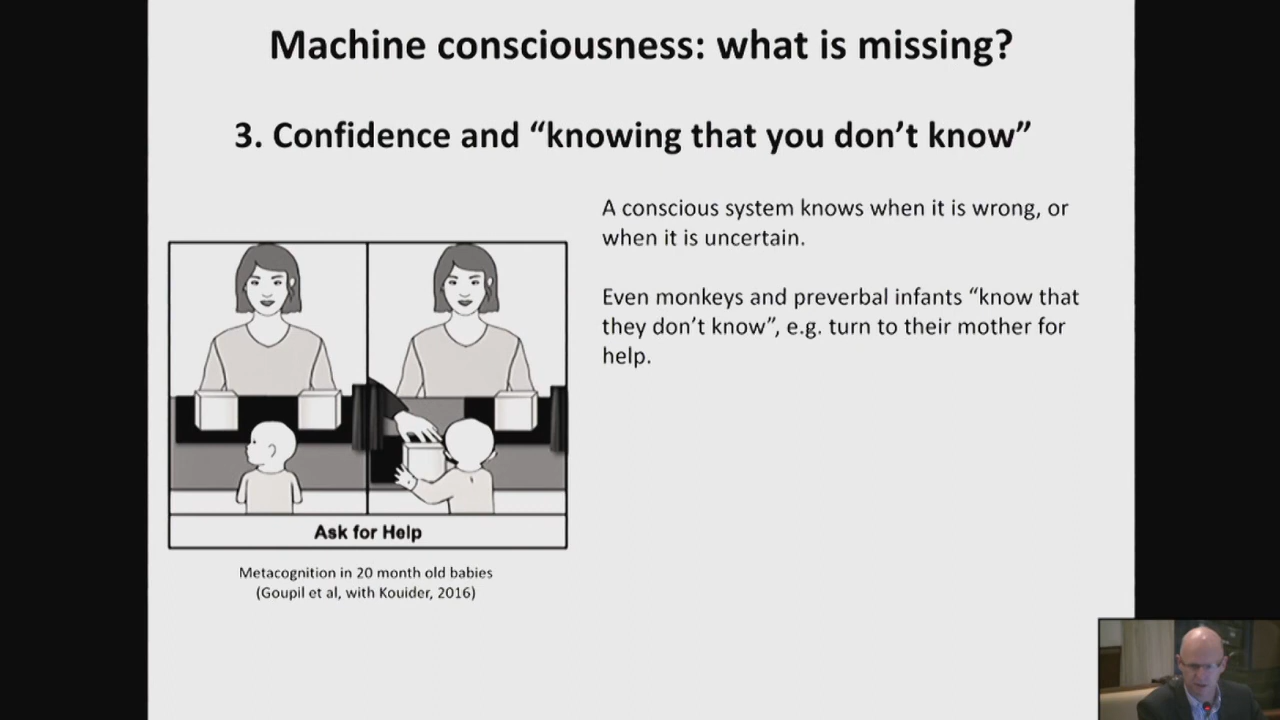 Machine consciousness: what is missing?
3. Confidence and “knowing that you don’t know”
A conscious system knows when it is wrong, or
when it is uncertain.
Even monkeys and preverbal infants “know that
they don’t know”, e.g. turn to their mother for
help.
Ask for Help
Metacognition in 20 month old babies
(Goupil et al, with Kouider, 2016)